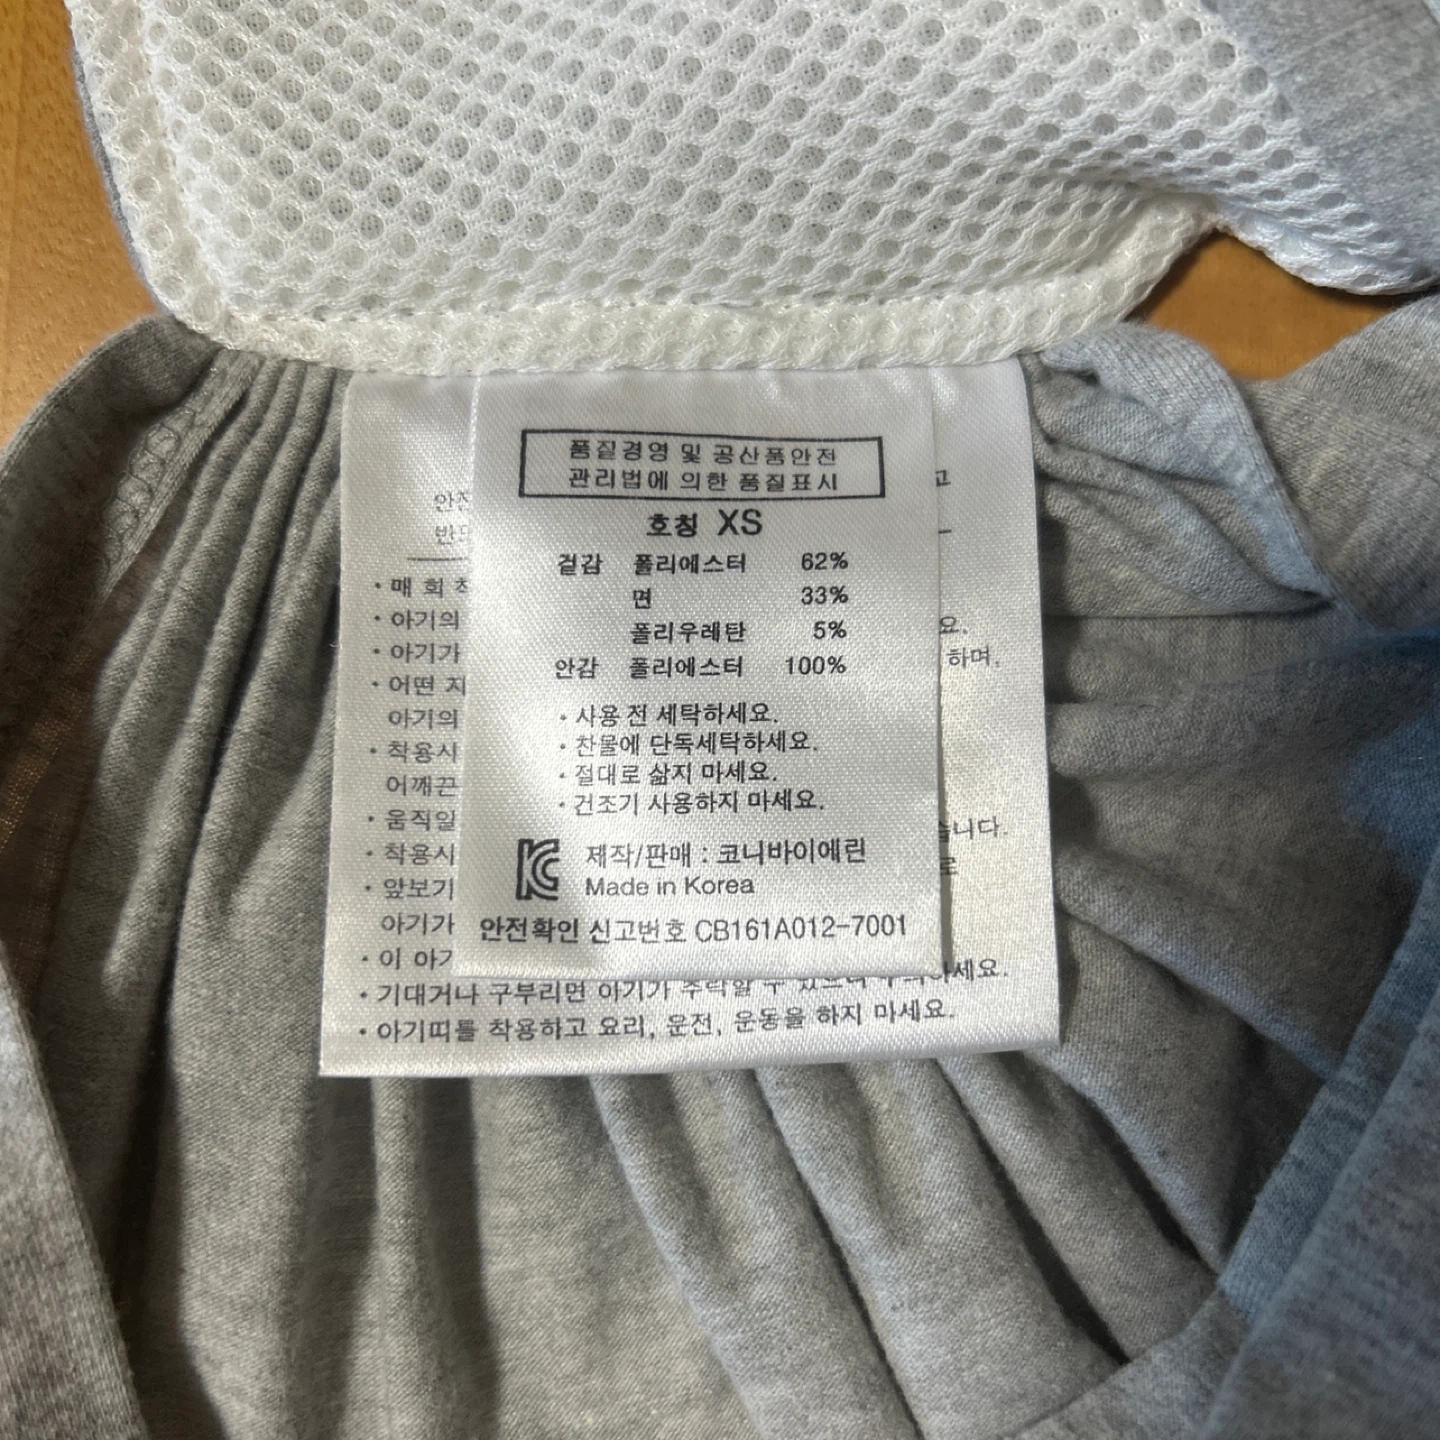 품질경영 및 공산품안전
관리법에 의한 품질표시
호칭 XS
겉감 폴리에스터 62%
면 33%
폴리우레탄 5%
안감 폴리에스터 100%
· 사용 전 세탁하세요.
· 찬물에 단독세탁하세요.
· 절대로 삶지 마세요.
· 건조기 사용하지 마세요.
제작/판매 : 코니바이에린
Made in Korea
안전확인 신고번호 CB161A012-7001
· 매 회
· 아기의
· 아기가
· 어떤
아기의
하며,
· 착용시
어깨끈
· 움직일
· 착용시
· 앞보기
아기가
· 이
· 기대거나 구부리면 아기가
· 아기띠를 착용하고 요리, 운전, 운동을 하지 마세요.